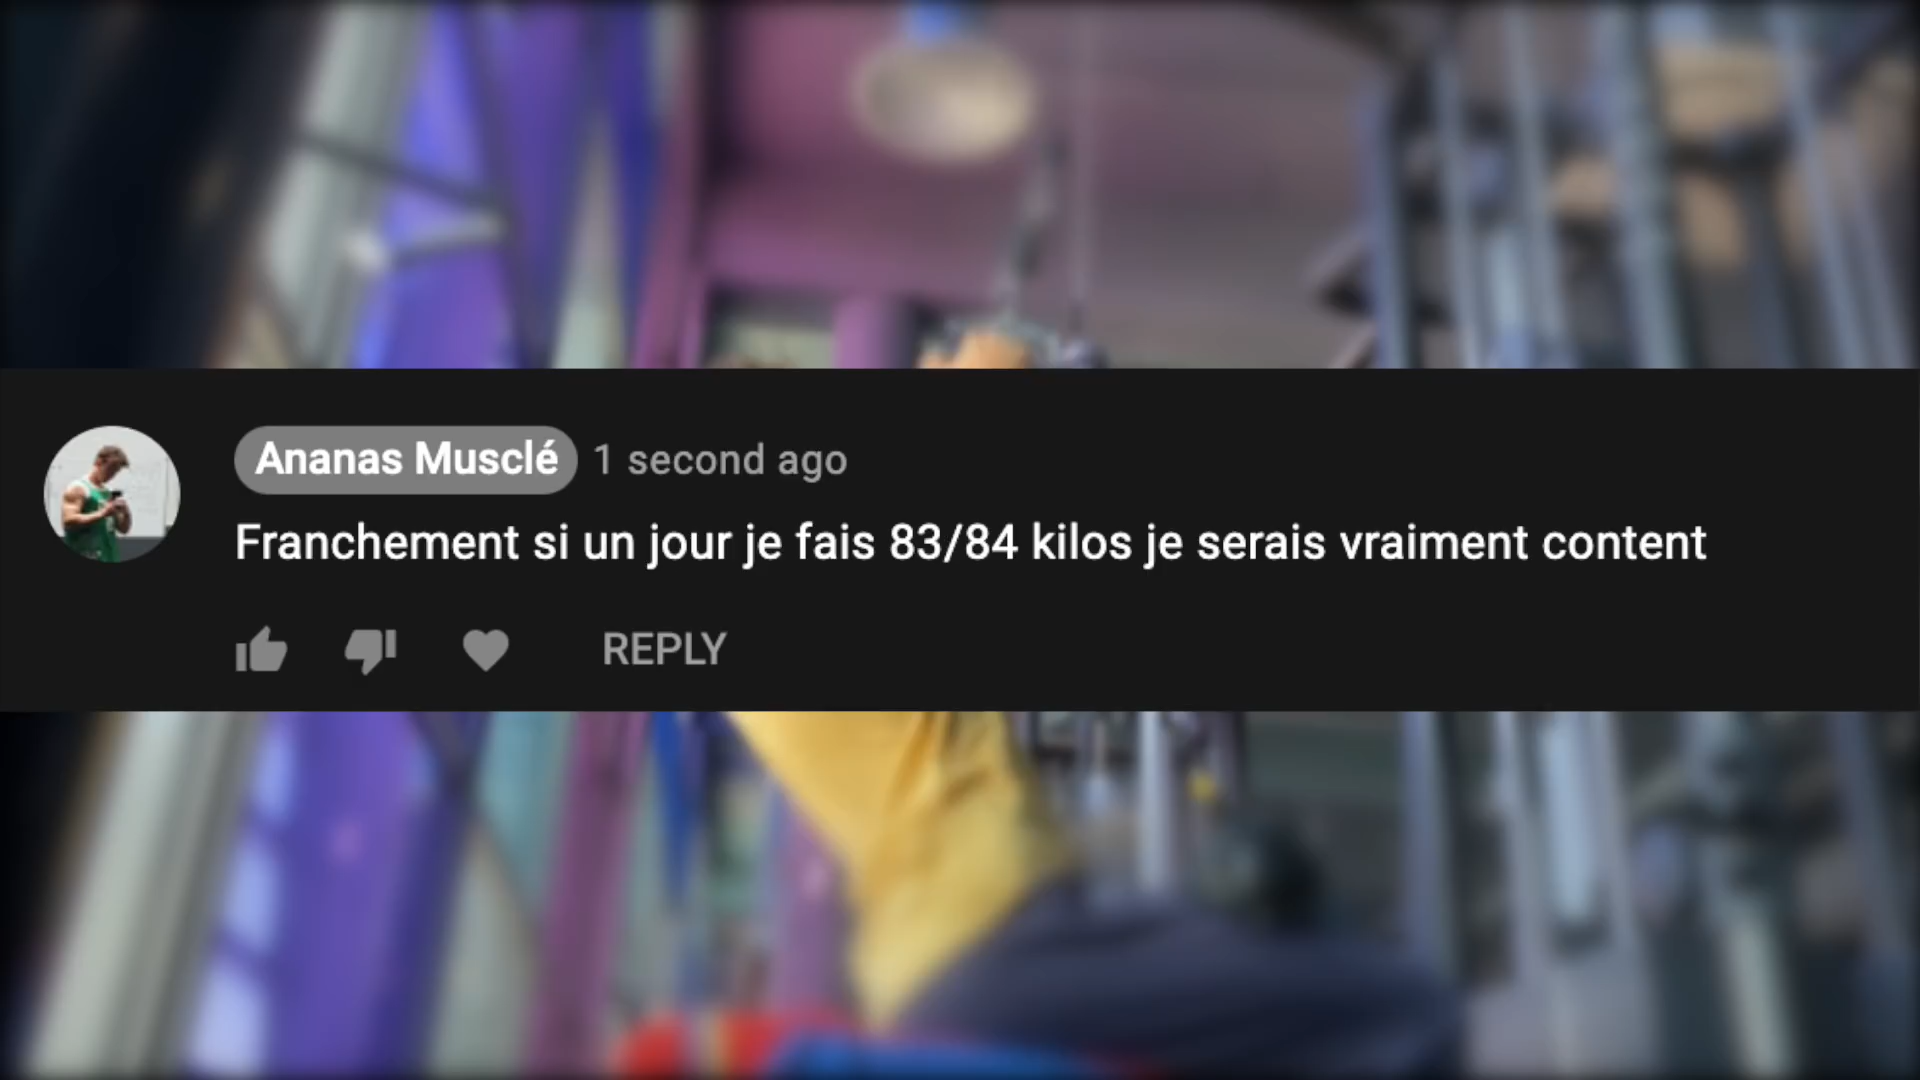 Ananas Musclé 1 second ago
Franchement si un jour je fais 83/84 kilos je serais vraiment content
REPLY